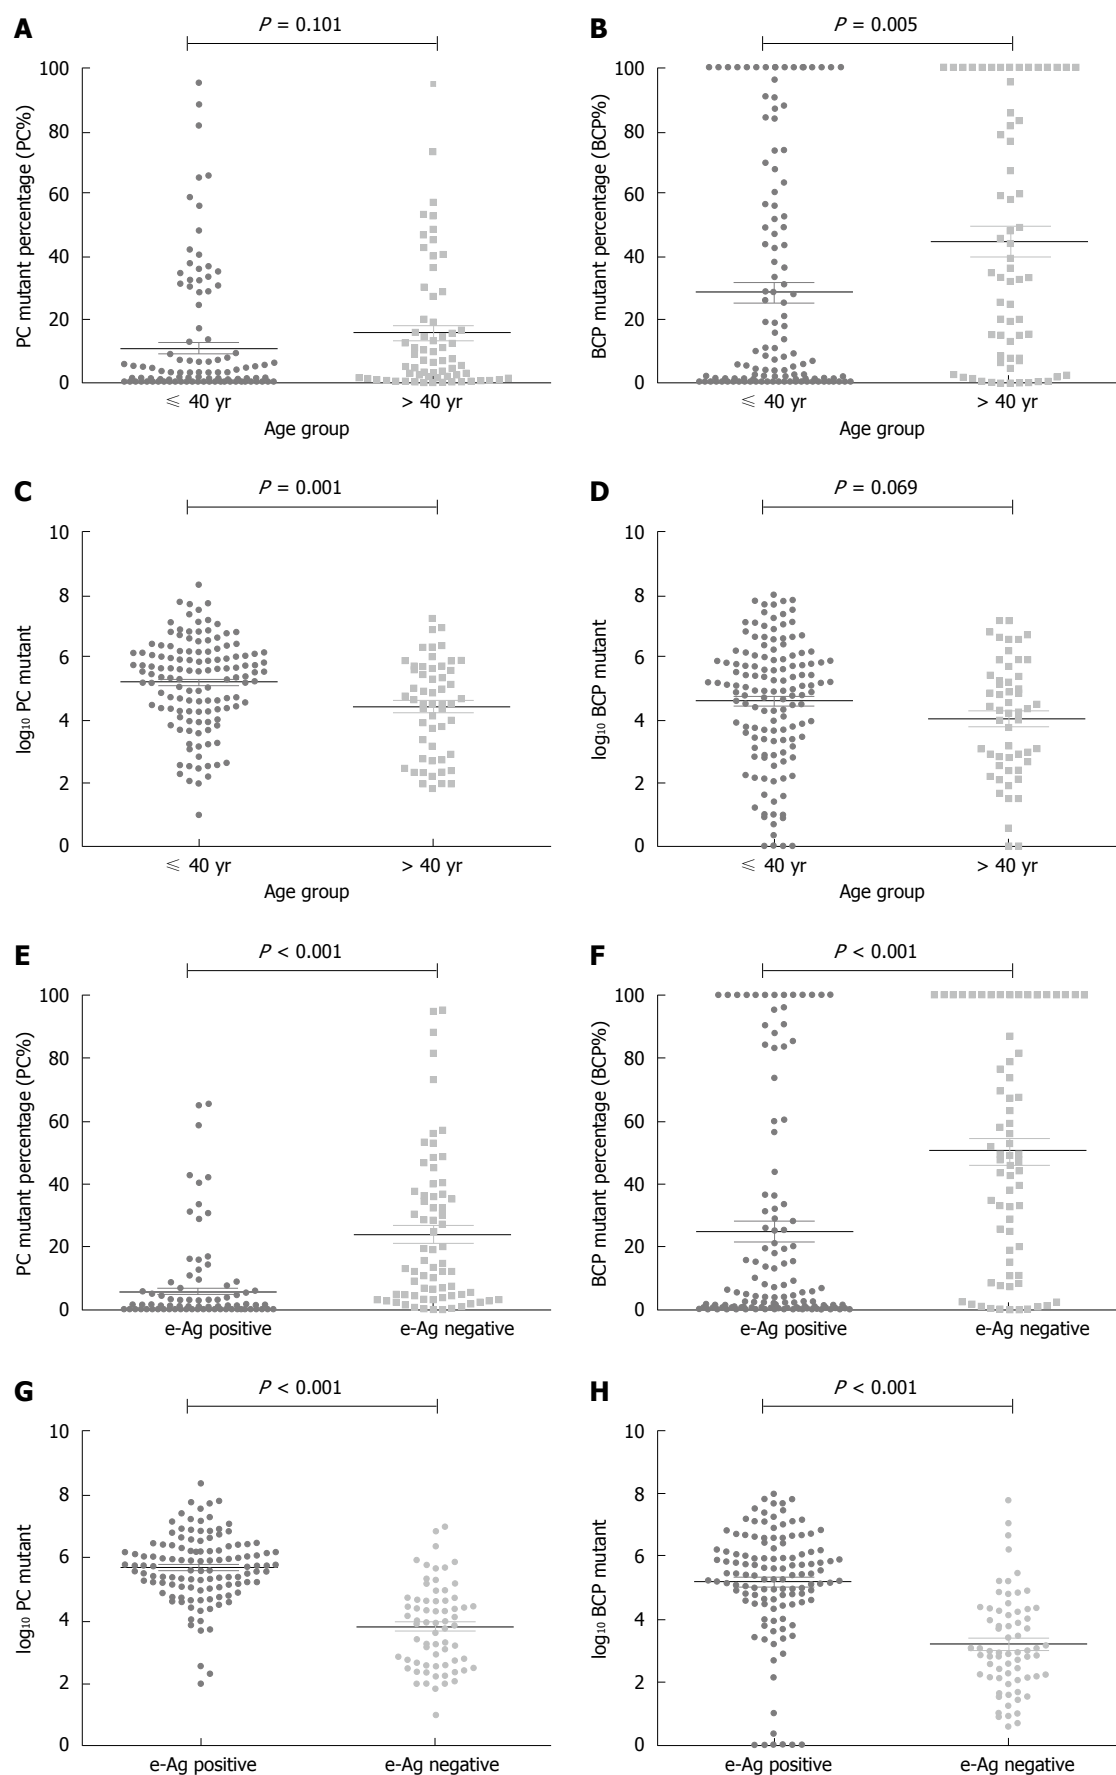 A
P = 0.101
PC mutant percentage (PC%)
100
80
60
40
20
0
≤ 40 yr > 40 yr
Age group
B
P = 0.005
BCP mutant percentage (BCP%)
100
80
60
40
20
0
≤ 40 yr > 40 yr
Age group
C
P = 0.001
log₁₀ PC mutant
10
8
6
4
2
0
≤ 40 yr > 40 yr
Age group
D
P = 0.069
log₁₀ BCP mutant
10
8
6
4
2
0
≤ 40 yr > 40 yr
Age group
E
P < 0.001
PC mutant percentage (PC%)
100
80
60
40
20
0
e-Ag positive e-Ag negative
F
P < 0.001
BCP mutant percentage (BCP%)
100
80
60
40
20
0
e-Ag positive e-Ag negative
G
P < 0.001
log₁₀ PC mutant
10
8
6
4
2
0
e-Ag positive e-Ag negative
H
P < 0.001
log₁₀ BCP mutant
10
8
6
4
2
0
e-Ag positive e-Ag negative